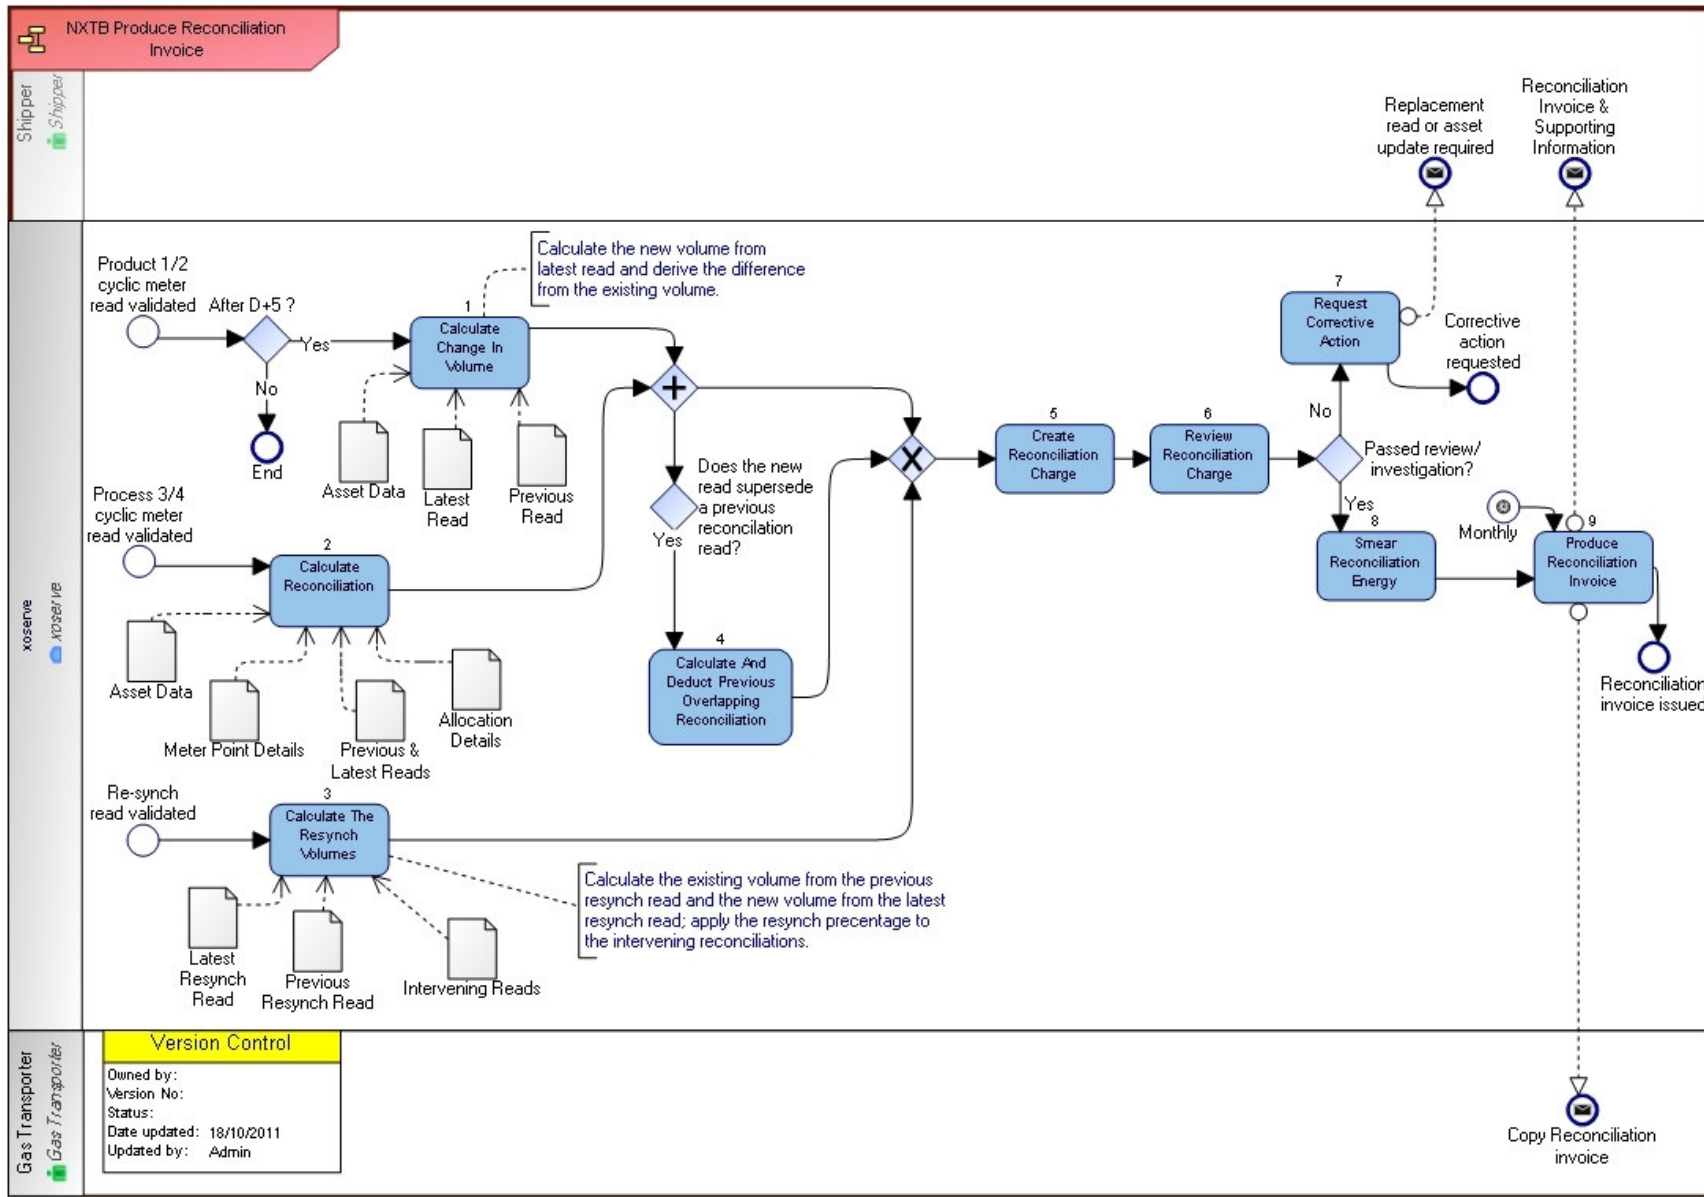 NXTB Produce Reconciliation
Invoice
Shipper
Shipper
Replacement
read or asset
update required
Reconciliation
Invoice &
Supporting
Information
xoserve
xoserve
Product 1/2
cyclic meter
read validated
After D+5 ?
Yes
No
End
1
Calculate
Change In
Volume
Calculate the new volume from
latest read and derive the difference
from the existing volume.
Asset Data
Latest
Read
Previous
Read
Process 3/4
cyclic meter
read validated
2
Calculate
Reconciliation
Asset Data
Meter Point Details
Previous &
Latest Reads
Allocation
Details
Does the new
read supersede
a previous
reconcilation
read?
Yes
4
Calculate And
Deduct Previous
Overlapping
Reconciliation
Re-synch
read validated
3
Calculate The
Resynch
Volumes
Latest
Resynch
Read
Previous
Resynch Read
Intervening Reads
Calculate the existing volume from the previous
resynch read and the new volume from the latest
resynch read; apply the resynch precentage to
the intervening reconciliations.
5
Create
Reconciliation
Charge
6
Review
Reconciliation
Charge
Passed review/
investigation?
No
Yes
7
Request
Corrective
Action
Corrective
action
requested
8
Smear
Reconciliation
Energy
Monthly
9
Produce
Reconciliation
Invoice
Reconciliation
invoice issued
Gas Transporter
Gas Transporter
Version Control
Owned by:
Version No:
Status:
Date updated: 18/10/2011
Updated by: Admin
Copy Reconciliation
invoice